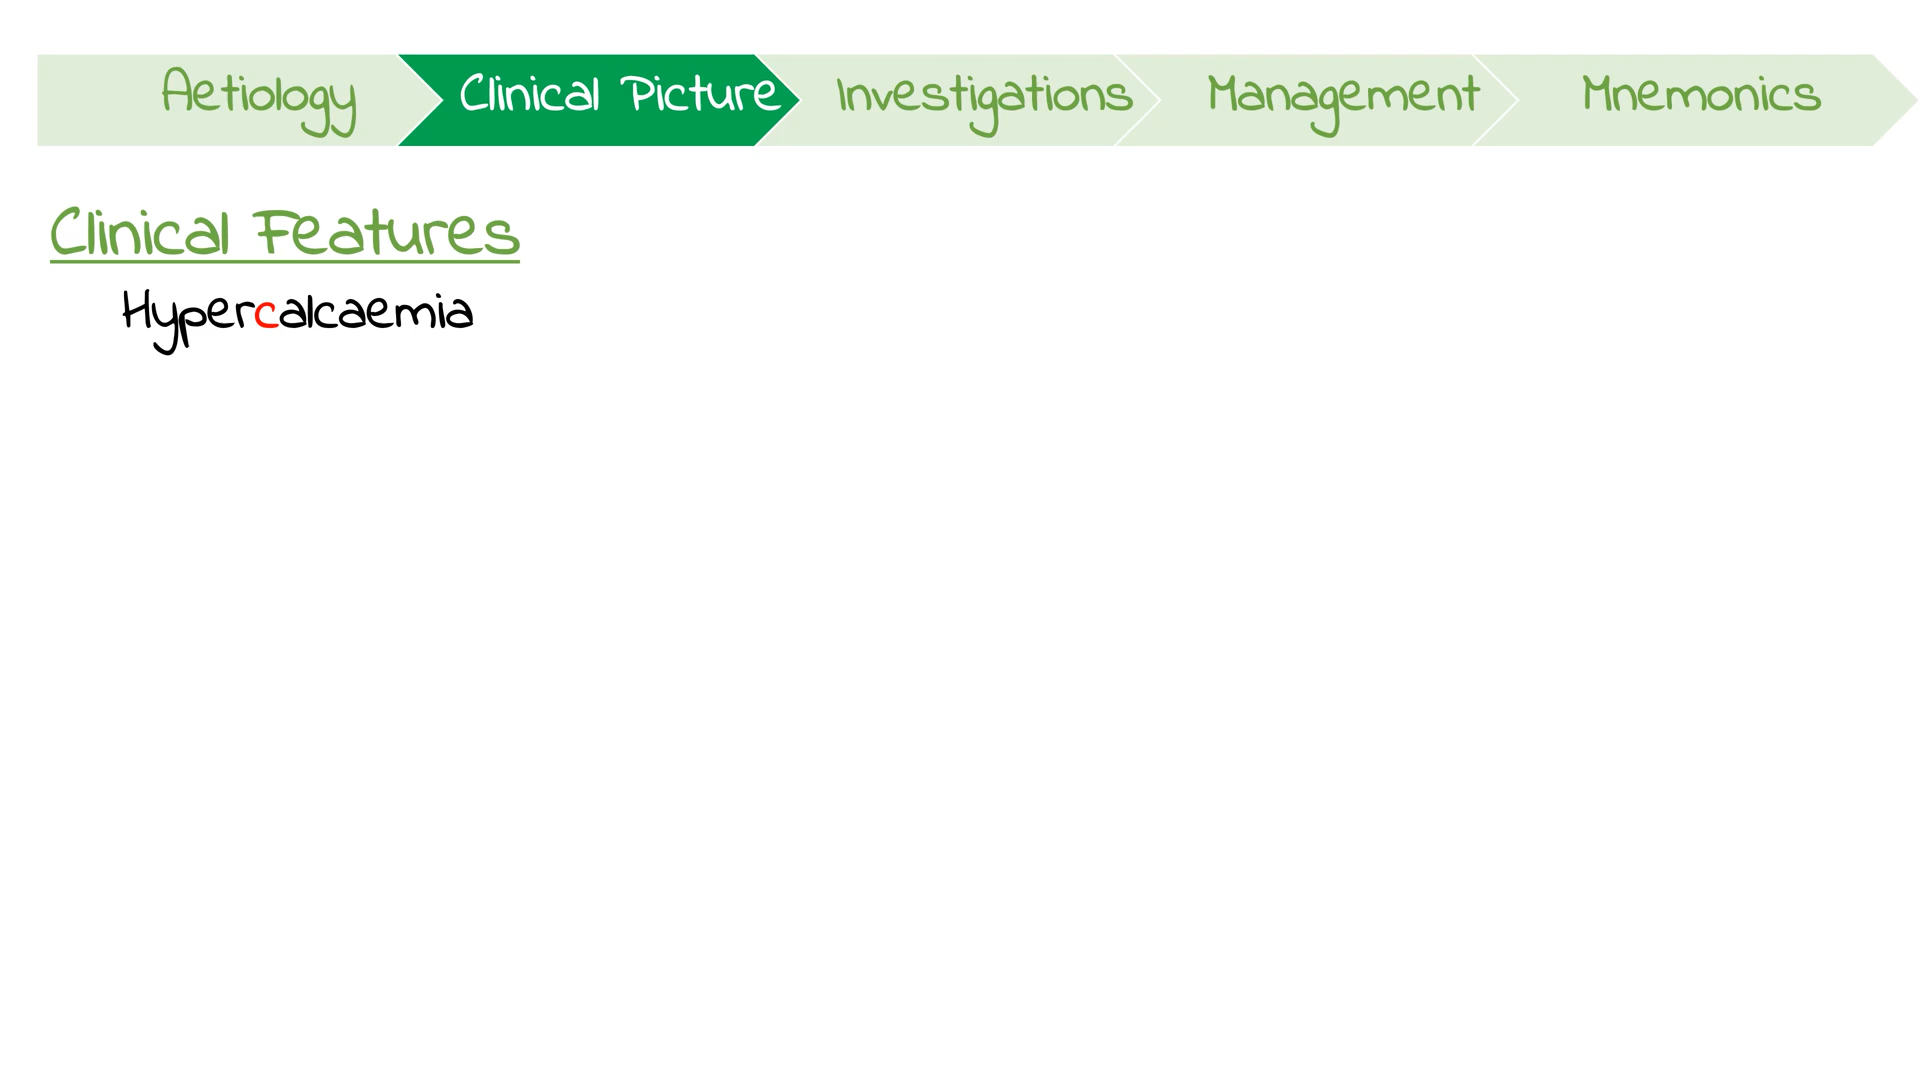 Aetiology Clinical Picture Investigations Management Mnemonics
Clinical Features
Hypercalcaemia